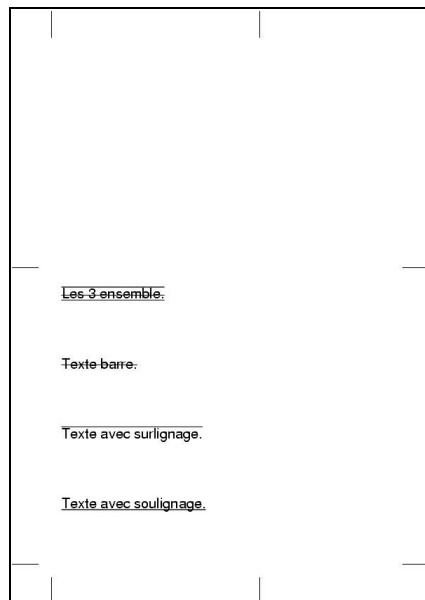 Les 3 ensemble.
Texte barre.
Texte avec surlignage.
Texte avec soulignage.